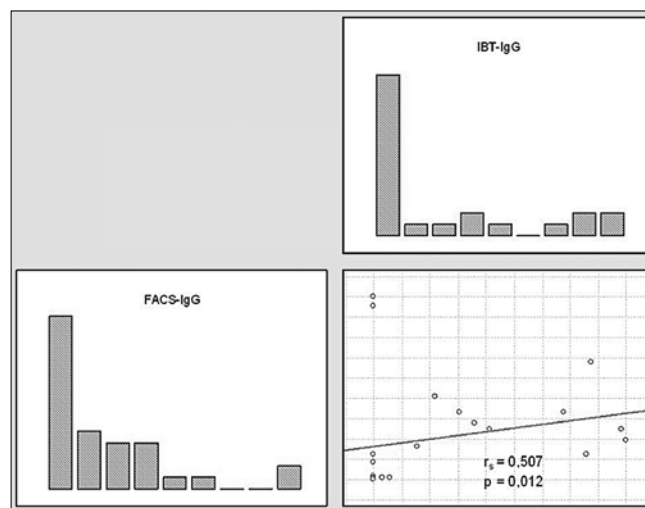 IBT-IgG
FACS-IgG
rs = 0,507
p = 0,012